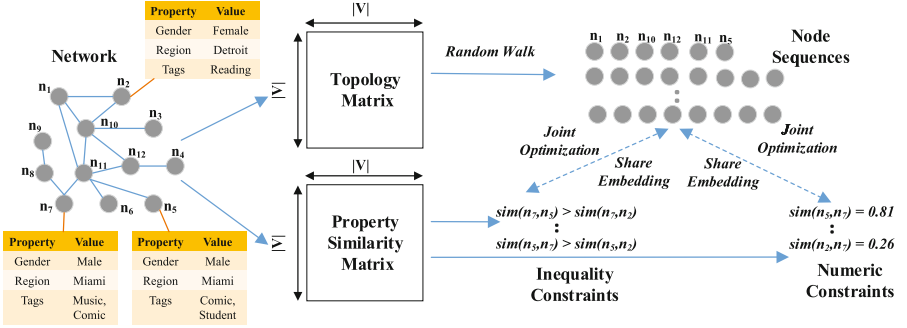 Property Value
Gender Female
Region Detroit
Tags Reading
Network
n1
n2
n10
n3
n9
n12
n4
n11
n8
n7
n6
n5
Property Value
Gender Male
Region Miami
Tags Music,
Comic
Property Value
Gender Male
Region Miami
Tags Comic,
Student
|V|
|V|
Topology
Matrix
|V|
|V|
Property
Similarity
Matrix
Random Walk
n1 n2 n10 n12 n11 n5
Node
Sequences
Joint
Optimization
Share
Embedding
Share
Embedding
Joint
Optimization
sim(n7,n5) > sim(n7,n2)
sim(n5,n7) > sim(n5,n2)
Inequality
Constraints
sim(n5,n7) = 0.81
sim(n2,n7) = 0.26
Numeric
Constraints